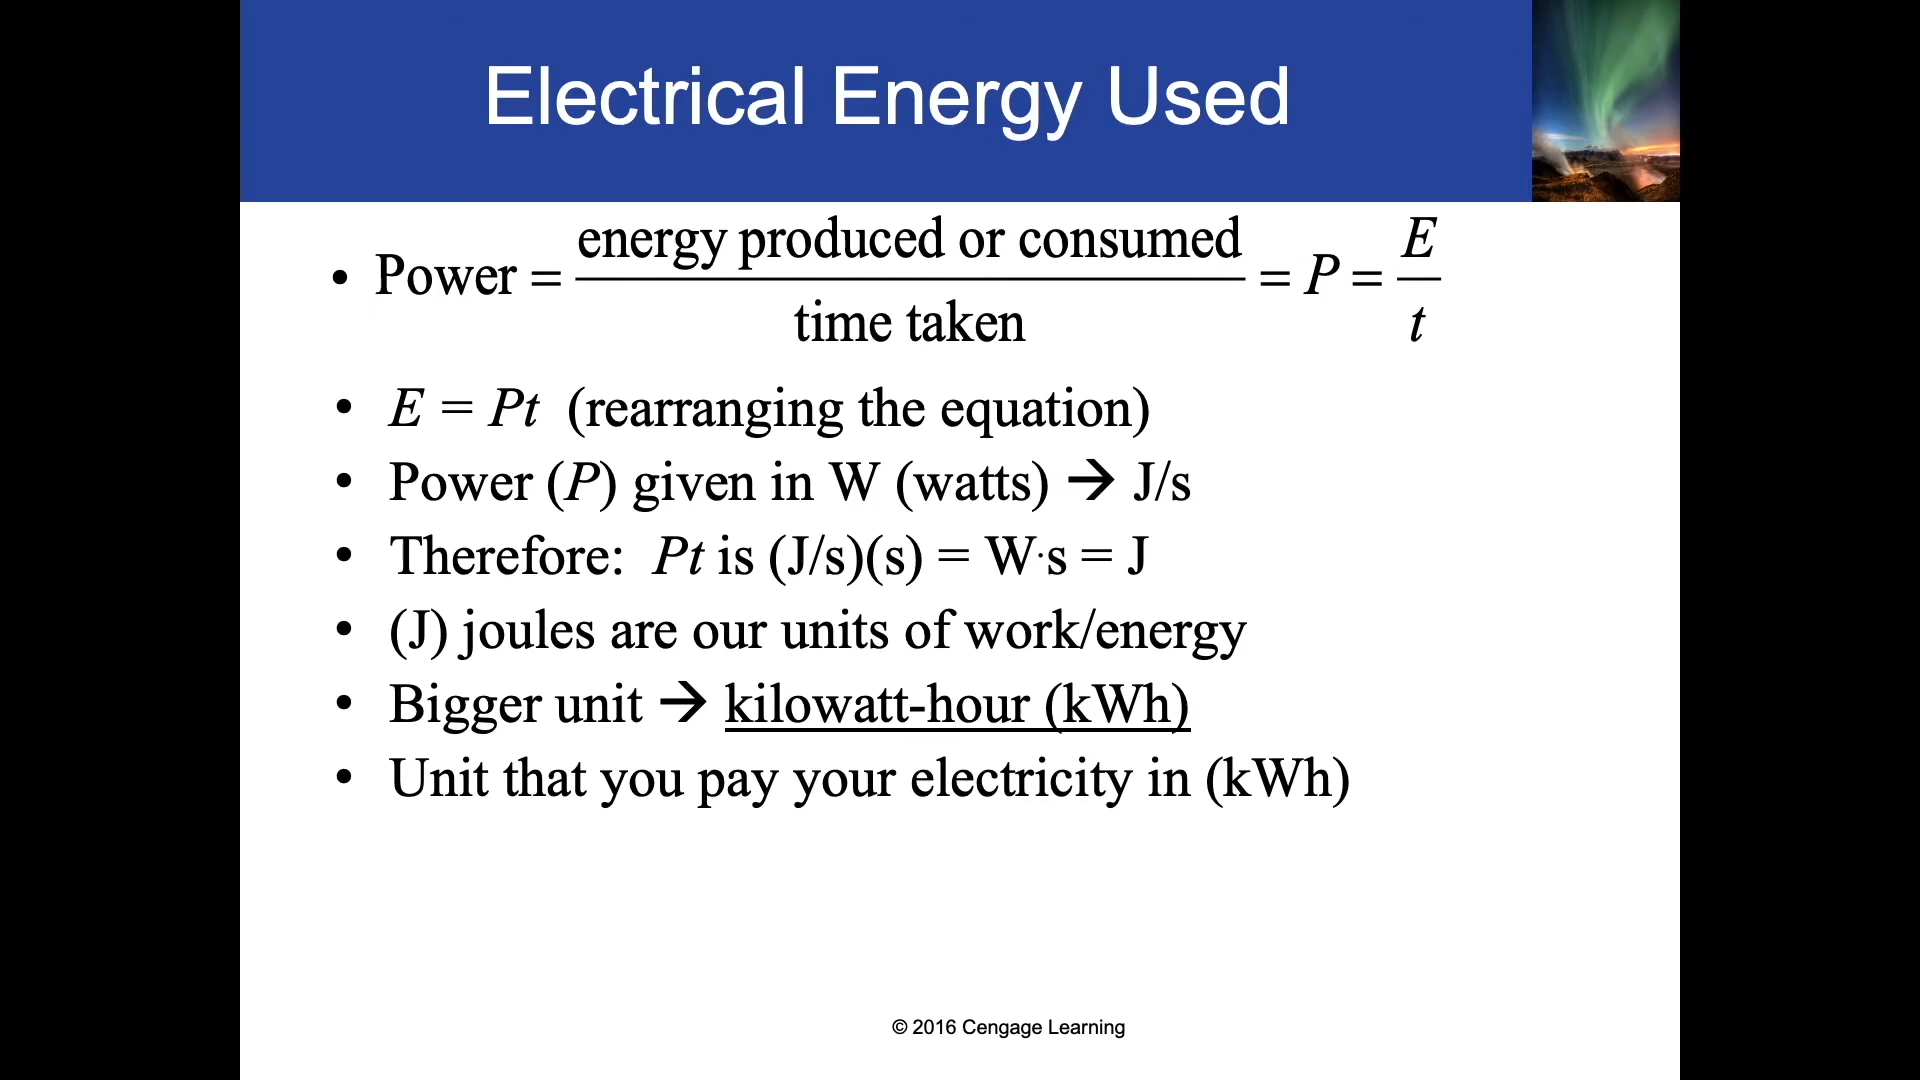 Electrical Energy Used
• Power = energy produced or consumed / time taken = P = E / t
• E = Pt (rearranging the equation)
• Power (P) given in W (watts) → J/s
• Therefore: Pt is (J/s)(s) = W·s = J
• (J) joules are our units of work/energy
• Bigger unit → kilowatt-hour (kWh)
• Unit that you pay your electricity in (kWh)
© 2016 Cengage Learning